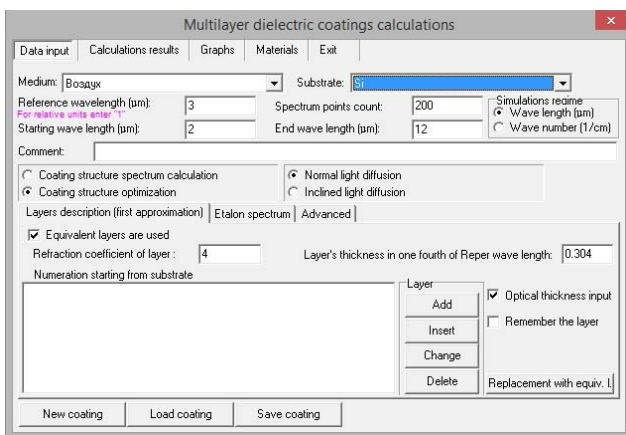 Multilayer dielectric coatings calculations
Data input Calculations results Graphs Materials Exit
Medium: Воздух Substrate: Si
Reference wavelength (µm): 3 Spectrum points count: 200 Simulations regime
For relative units enter "1" Wave length (µm)
Starting wave length (µm): 2 End wave length (µm): 12 Wave number (1/cm)
Comment:
Coating structure spectrum calculation Normal light diffusion
Coating structure optimization Inclined light diffusion
Layers description (first approximation) Etalon spectrum Advanced
Equivalent layers are used
Refraction coefficient of layer : 4 Layer's thickness in one fourth of Reper wave length: 0.304
Numeration starting from substrate Layer
Add Optical thickness input
Insert Remember the layer
Change
Delete Replacement with equiv. l.
New coating Load coating Save coating